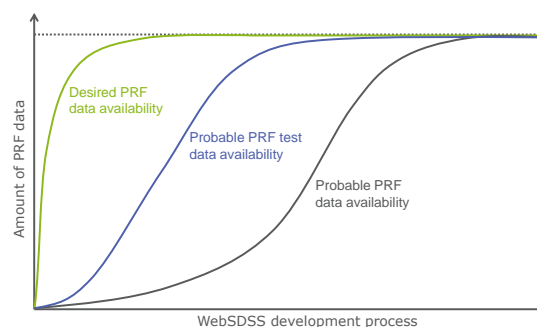 Desired PRF
data availability
Probable PRF test
data availability
Probable PRF
data availability
Amount of PRF data
WebSDSS development process